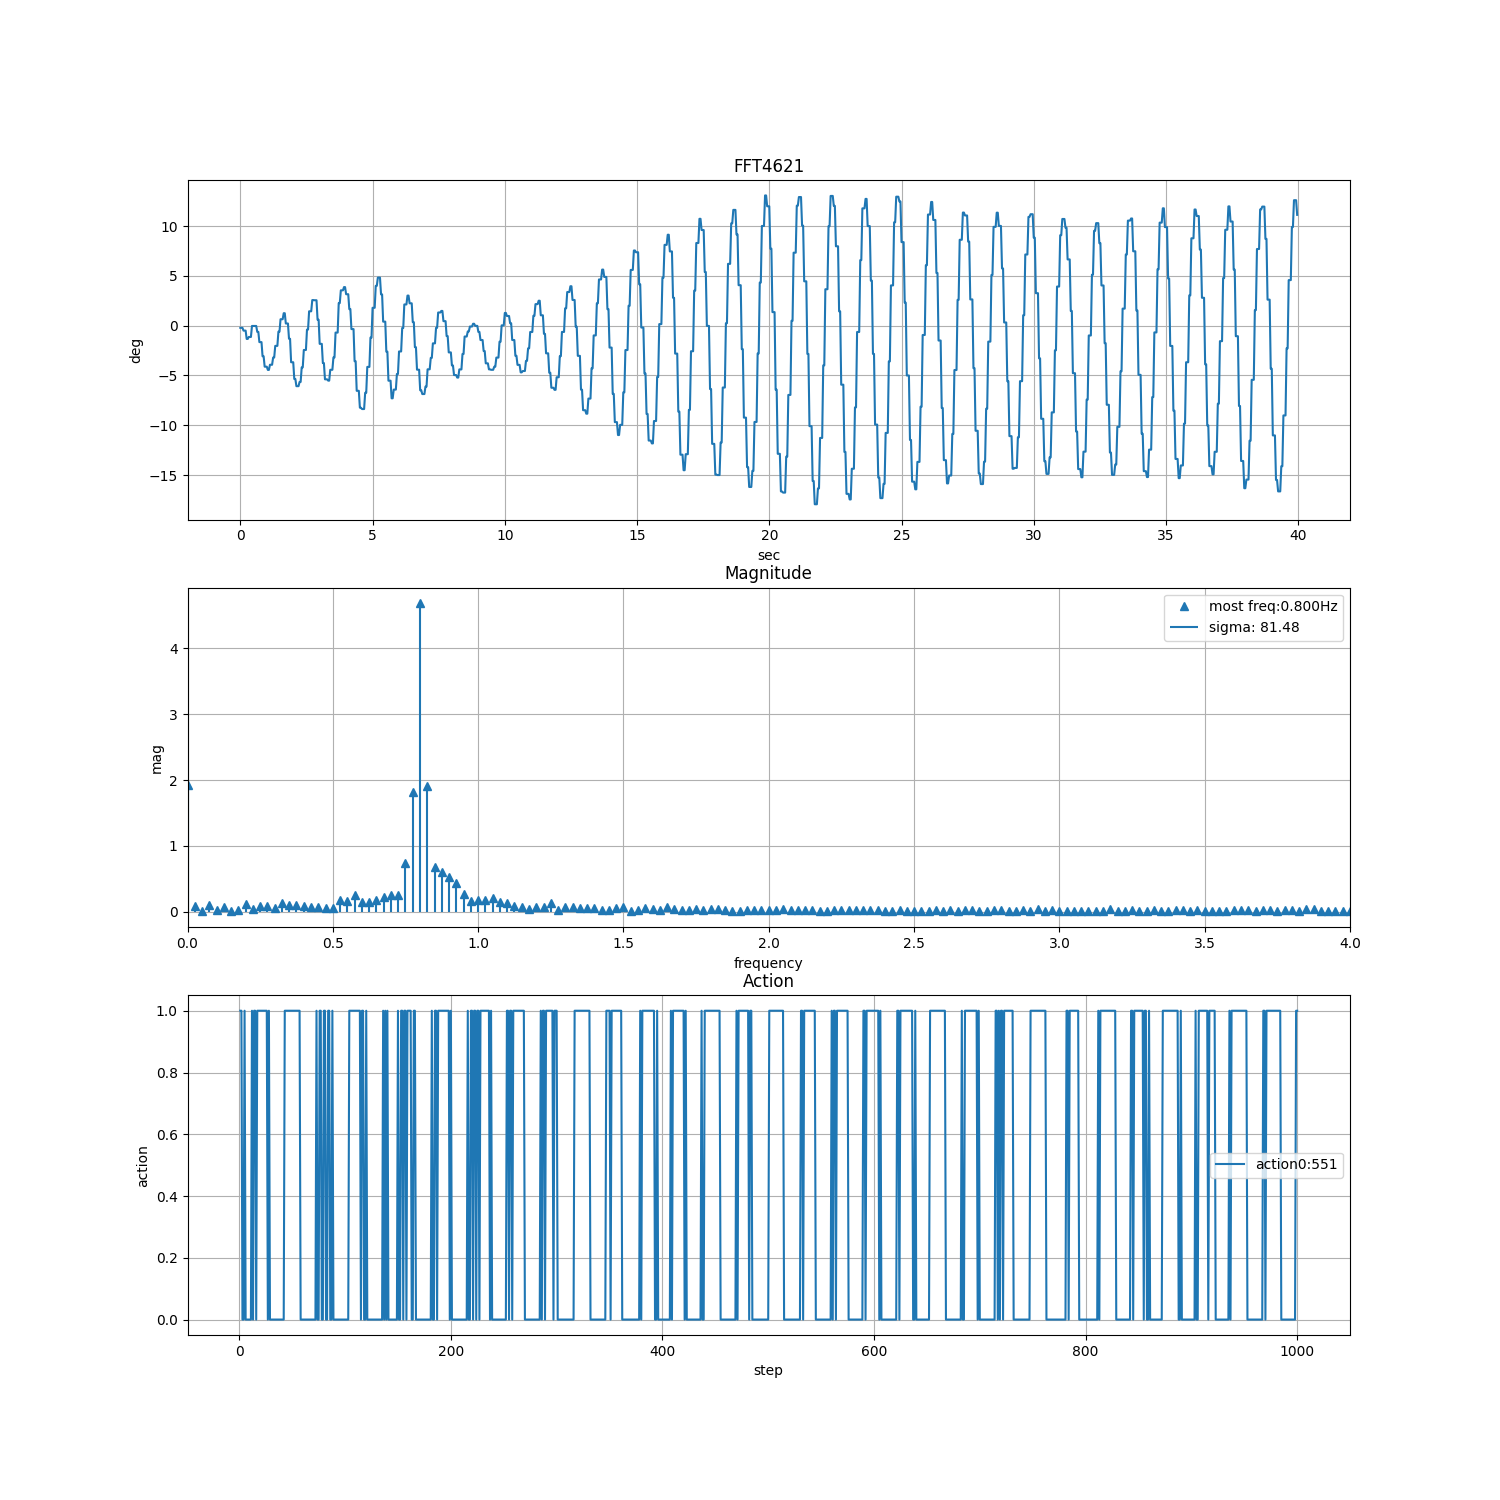 FFT4621
10
5
0
−5
−10
−15
deg
0 5 10 15 20 25 30 35 40
sec
Magnitude
most freq:0.800Hz
sigma: 81.48
4
3
2
1
0
mag
0.0 0.5 1.0 1.5 2.0 2.5 3.0 3.5 4.0
frequency
Action
1.0
0.8
0.6
0.4
0.2
0.0
action
action0:551
0 200 400 600 800 1000
step